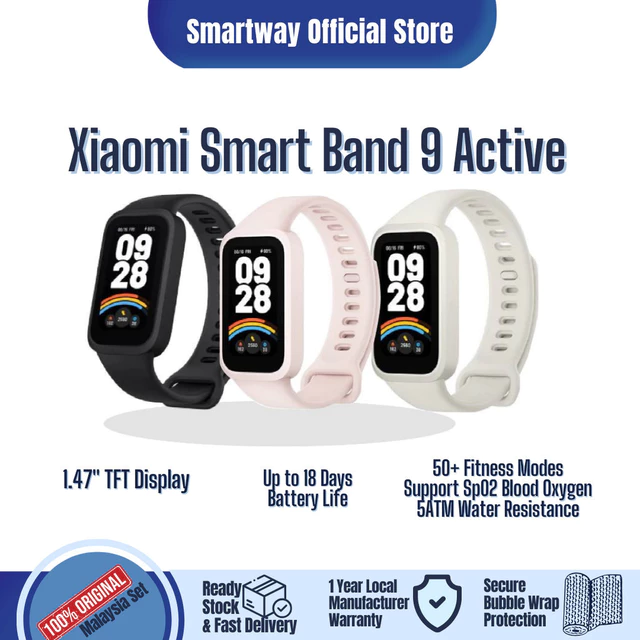 Smartway Official Store
Xiaomi Smart Band 9 Active
09
28
09
28
09
28
1.47" TFT Display
Up to 18 Days
Battery Life
50+ Fitness Modes
Support Sp02 Blood Oxygen
5ATM Water Resistance
100% ORIGINAL
Malaysia Set
Ready
Stock
& Fast Delivery
1 Year Local
Manufacturer
Warranty
Secure
Bubble Wrap
Protection